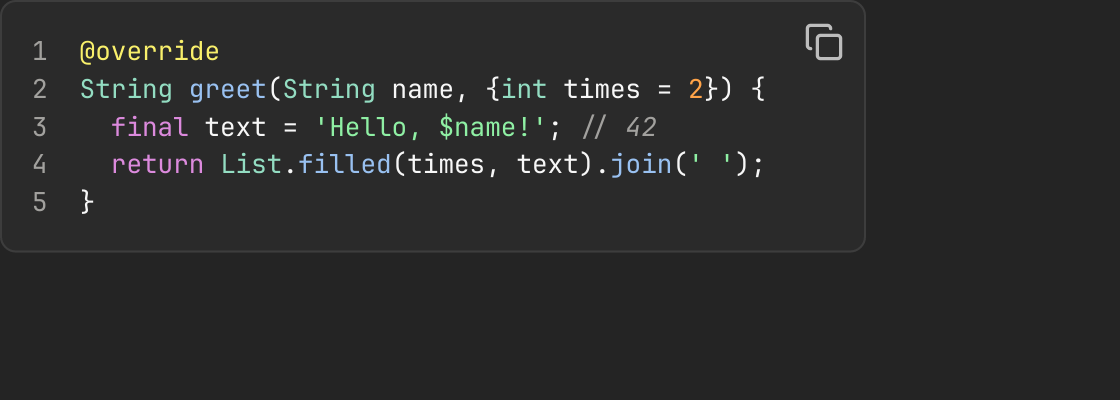 1 @override
2 String greet(String name, {int times = 2}) {
3   final text = 'Hello, $name!'; // 42
4   return List.filled(times, text).join(' ');
5 }